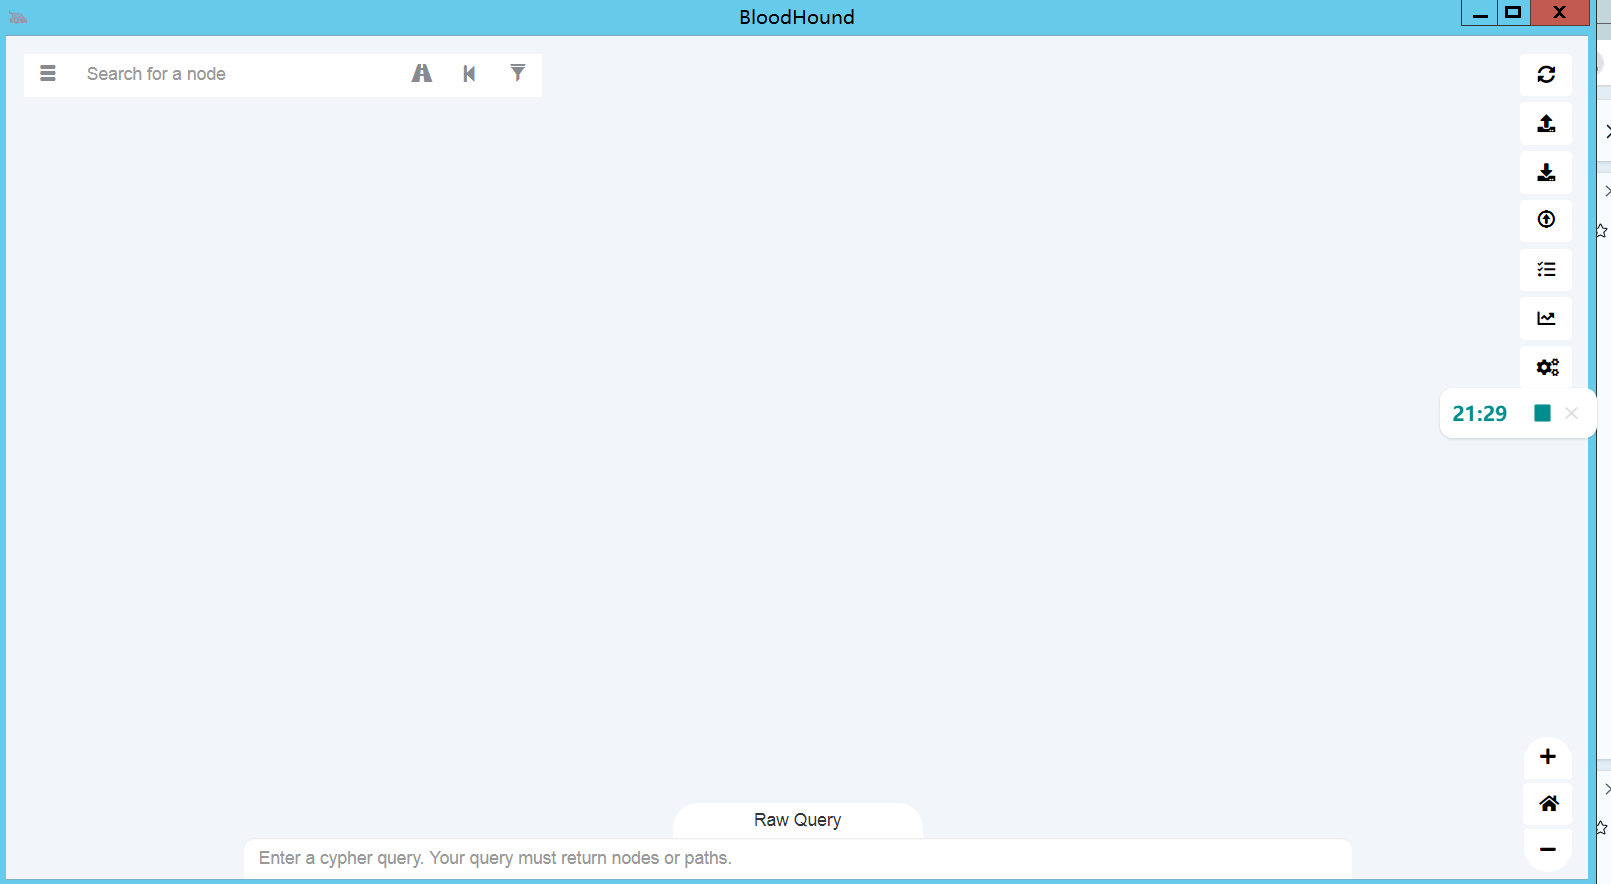 BloodHound
Search for a node
21:29
Raw Query
Enter a cypher query. Your query must return nodes or paths.